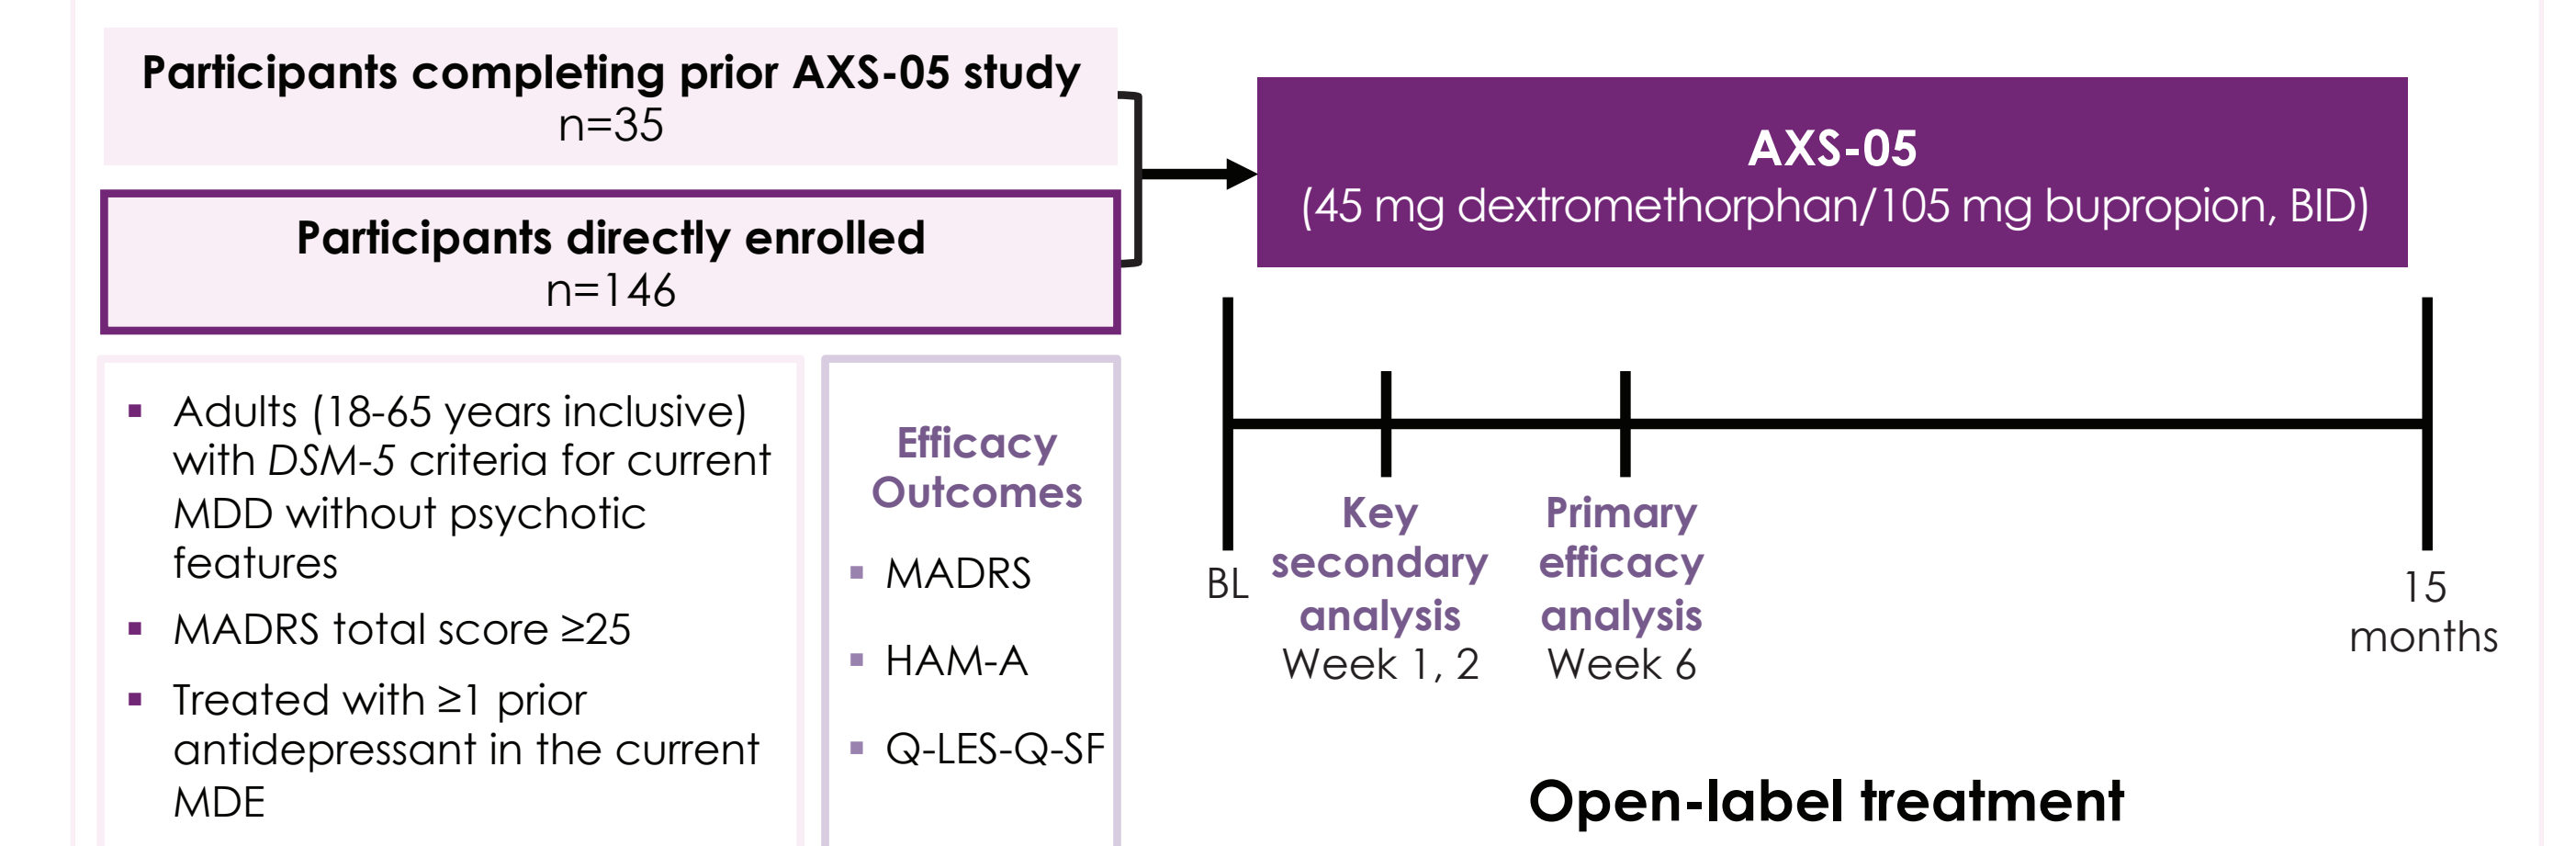 Participants completing prior AXS-05 study
n=35
Participants directly enrolled
n=146
▪ Adults (18-65 years inclusive)
with DSM-5 criteria for current
MDD without psychotic
features
▪ MADRS total score ≥25
▪ Treated with ≥1 prior
antidepressant in the current
MDE
Efficacy
Outcomes
▪ MADRS
▪ HAM-A
▪ Q-LES-Q-SF
AXS-05
(45 mg dextromethorphan/105 mg bupropion, BID)
BL
Key
secondary
analysis
Week 1, 2
Primary
efficacy
analysis
Week 6
15
months
Open-label treatment